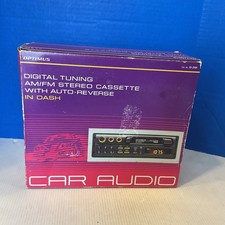 OPTIMUS
DIGITAL TUNING
AM/FM STEREO CASSETTE
WITH AUTO-REVERSE
IN DASH
CAR AUDIO